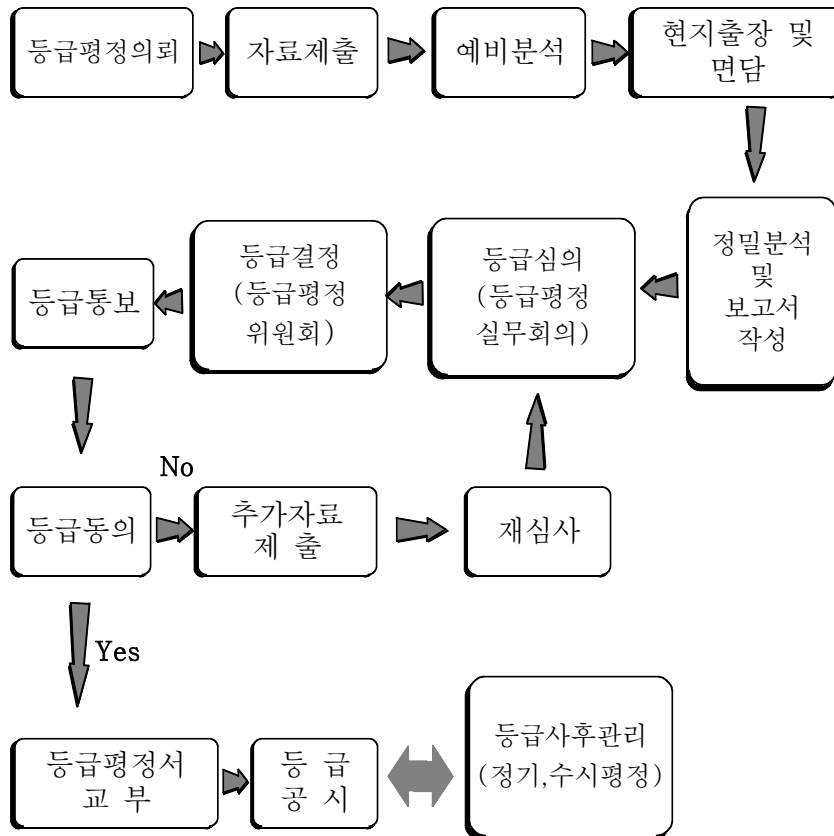 등급평정의뢰
자료제출
예비분석
현지출장 및
면담
정밀분석
및
보고서
작성
등급심의
(등급평정
실무회의)
등급결정
(등급평정
위원회)
등급통보
등급동의
No
추가자료
제 출
재심사
Yes
등급평정서
교 부
등 급
공 시
등급사후관리
(정기,수시평정)